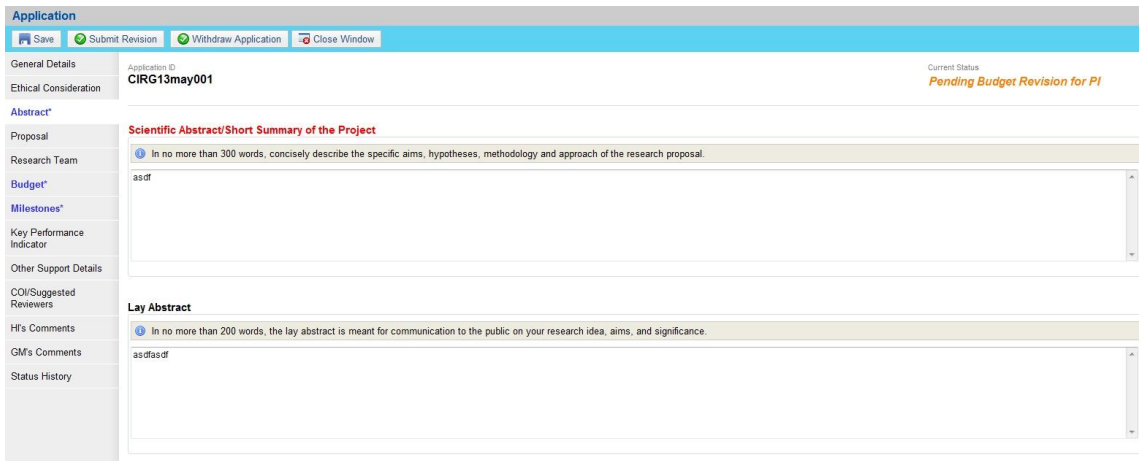 Application
Save Submit Revision Withdraw Application Close Window
General Details
Ethical Consideration
Abstract*
Proposal
Research Team
Budget*
Milestones*
Key Performance
Indicator
Other Support Details
COI/Suggested
Reviewers
HI's Comments
GM's Comments
Status History
Application ID
CIRG13may001
Current Status
Pending Budget Revision for PI
Scientific Abstract/Short Summary of the Project
In no more than 300 words, concisely describe the specific aims, hypotheses, methodology and approach of the research proposal.
asdf
Lay Abstract
In no more than 200 words, the lay abstract is meant for communication to the public on your research idea, aims, and significance.
asdfasdf